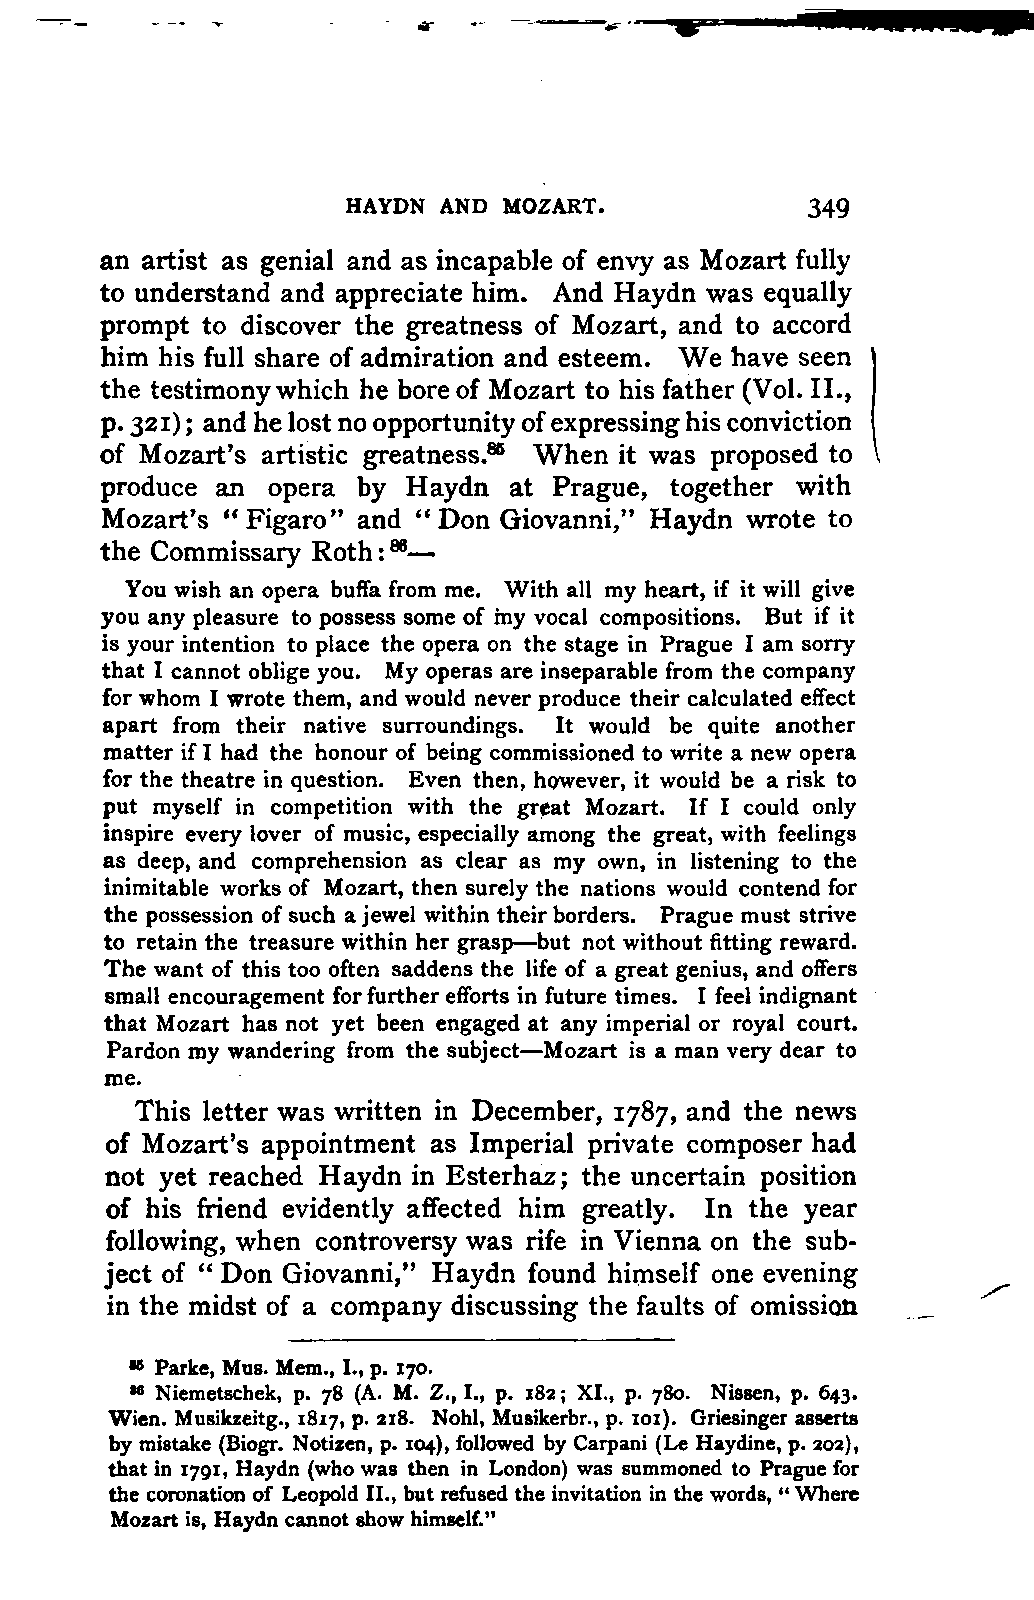 HAYDN AND MOZART. 349
an artist as genial and as incapable of envy as Mozart fully
to understand and appreciate him. And Haydn was equally
prompt to discover the greatness of Mozart, and to accord
him his full share of admiration and esteem. We have seen
the testimony which he bore of Mozart to his father (Vol. II.,
p. 321); and he lost no opportunity of expressing his conviction
of Mozart's artistic greatness.⁸⁵ When it was proposed to
produce an opera by Haydn at Prague, together with
Mozart's "Figaro" and "Don Giovanni," Haydn wrote to
the Commissary Roth:⁸⁶—
You wish an opera buffa from me. With all my heart, if it will give
you any pleasure to possess some of my vocal compositions. But if it
is your intention to place the opera on the stage in Prague I am sorry
that I cannot oblige you. My operas are inseparable from the company
for whom I wrote them, and would never produce their calculated effect
apart from their native surroundings. It would be quite another
matter if I had the honour of being commissioned to write a new opera
for the theatre in question. Even then, however, it would be a risk to
put myself in competition with the great Mozart. If I could only
inspire every lover of music, especially among the great, with feelings
as deep, and comprehension as clear as my own, in listening to the
inimitable works of Mozart, then surely the nations would contend for
the possession of such a jewel within their borders. Prague must strive
to retain the treasure within her grasp—but not without fitting reward.
The want of this too often saddens the life of a great genius, and offers
small encouragement for further efforts in future times. I feel indignant
that Mozart has not yet been engaged at any imperial or royal court.
Pardon my wandering from the subject—Mozart is a man very dear to
me.
This letter was written in December, 1787, and the news
of Mozart's appointment as Imperial private composer had
not yet reached Haydn in Esterhaz; the uncertain position
of his friend evidently affected him greatly. In the year
following, when controversy was rife in Vienna on the sub-
ject of "Don Giovanni," Haydn found himself one evening
in the midst of a company discussing the faults of omission
⁸⁵ Parke, Mus. Mem., I., p. 170.
⁸⁶ Niemetschek, p. 78 (A. M. Z., I., p. 182; XI., p. 780. Nissen, p. 643.
Wien. Musikzeitg., 1817, p. 218. Nohl, Musikerbr., p. 101). Griesinger asserts
by mistake (Biogr. Notizen, p. 104), followed by Carpani (Le Haydine, p. 202),
that in 1791, Haydn (who was then in London) was summoned to Prague for
the coronation of Leopold II., but refused the invitation in the words, "Where
Mozart is, Haydn cannot show himself."